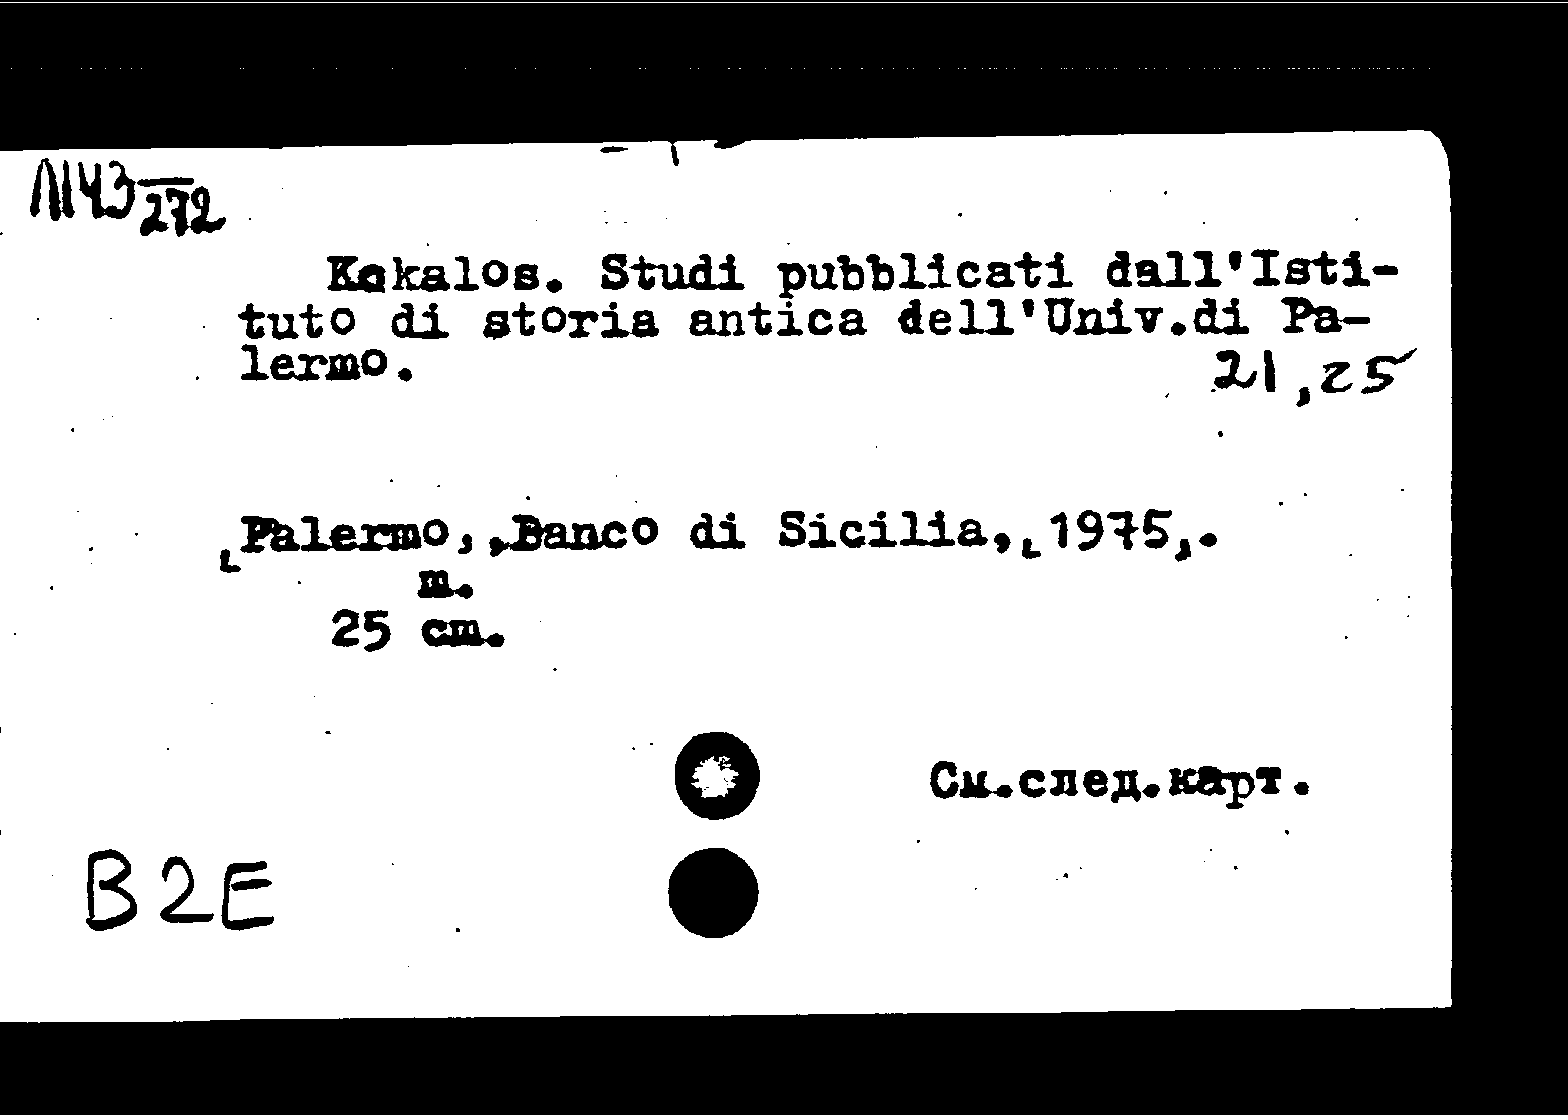 М43/272
Kokalos. Studi pubblicati dall'Isti-
tuto di storia antica dell'Univ.di Pa-
lermo.
21,25
[Palermo, Banco di Sicilia, [1975].
m.
25 cm.
См.след.карт.
B2E